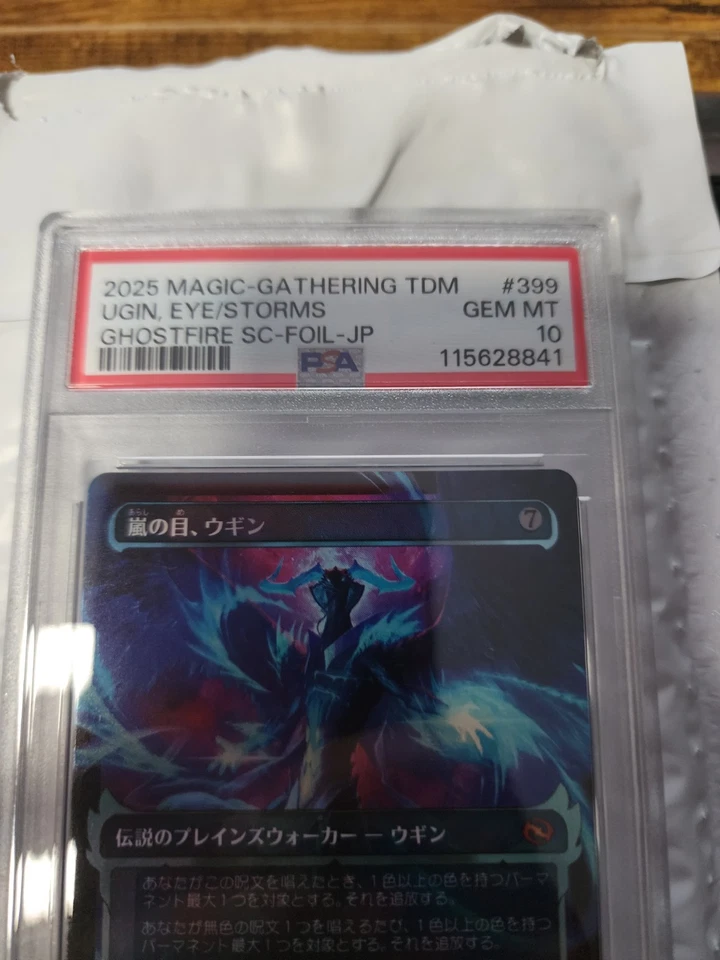 2025 MAGIC-GATHERING TDM #399
UGIN, EYE/STORMS GEM MT
GHOSTFIRE SC-FOIL-JP 10
PSA 115628841
あらし め
嵐の目、ウギン 7
伝説のプレインズウォーカー — ウギン
あなたがこの呪文を唱えたとき、1色以上の色を持つパーマ
ネント最大1つを対象とする。それを追放する。
あなたが無色の呪文1つを唱えるたび、1色以上の色を持つ
パーマネント最大1つを対象とする。それを追放する。